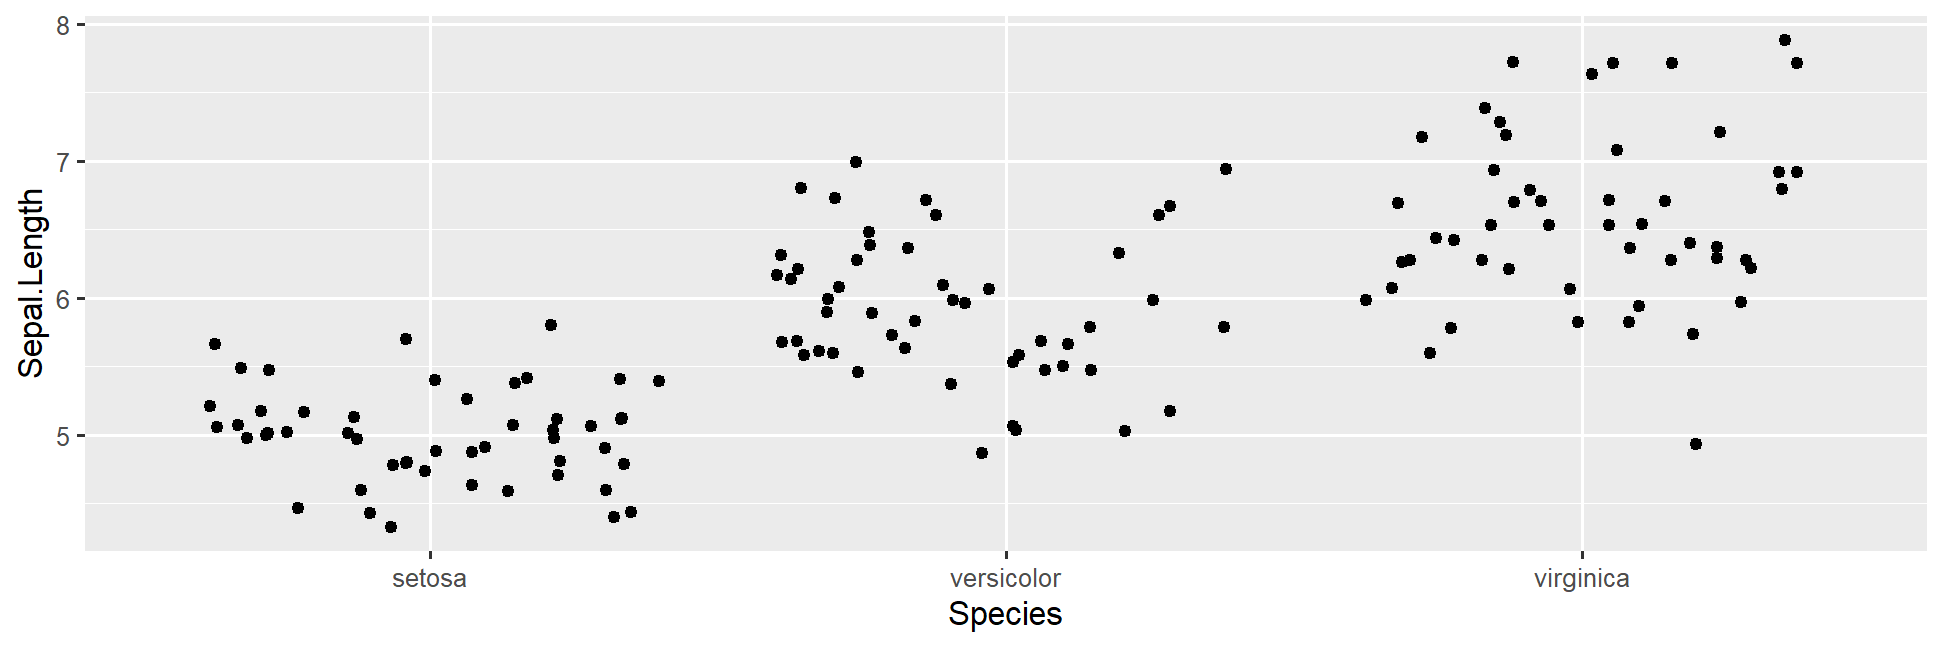 Sepal.Length
8
7
6
5
setosa
versicolor
virginica
Species